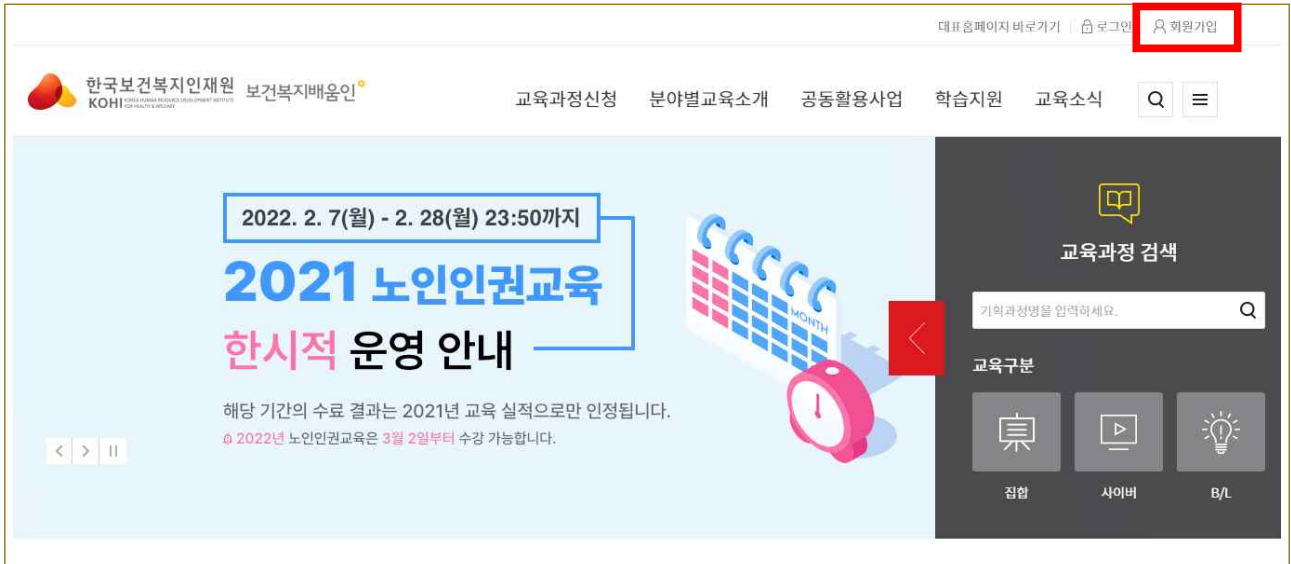 대표홈페이지 바로가기 로그인 회원가입
한국보건복지인재원 보건복지배움인
KOHI KOREA HUMAN RESOURCE DEVELOPMENT INSTITUTE
FOR HEALTH & WELFARE
교육과정신청 분야별교육소개 공동활용사업 학습지원 교육소식
2022. 2. 7(월) - 2. 28(월) 23:50까지
2021 노인인권교육
한시적 운영 안내
해당 기간의 수료 결과는 2021년 교육 실적으로만 인정됩니다.
2022년 노인인권교육은 3월 2일부터 수강 가능합니다.
MONTH
교육과정 검색
기획과정명을 입력하세요.
교육구분
집합 사이버 B/L